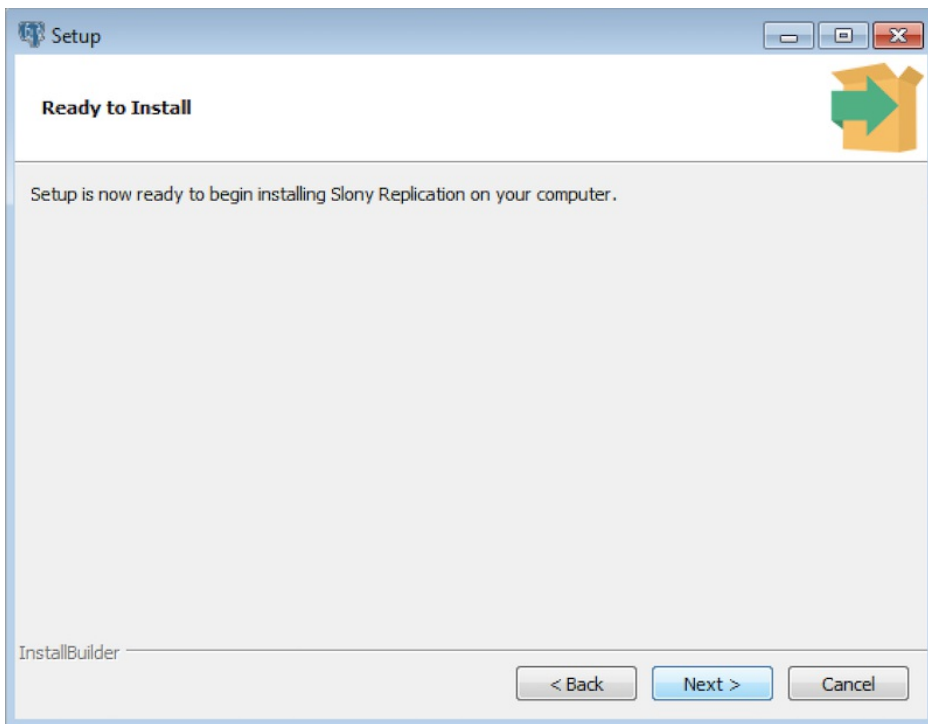 Setup
Ready to Install
Setup is now ready to begin installing Slony Replication on your computer.
InstallBuilder
< Back
Next >
Cancel